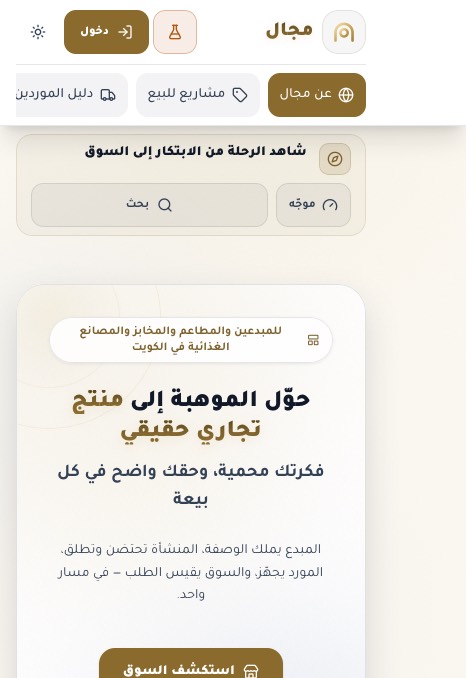 مجال
دخول
عن مجال
مشاريع للبيع
دليل الموردين
شاهد الرحلة من الابتكار إلى السوق
موجّه
بحث
للمبدعين والمطاعم والمخابز والمصانع
الغذائية في الكويت
حوّل الموهبة إلى منتج
تجاري حقيقي
فكرتك محمية، وحقك واضح في كل
بيعة
المبدع يملك الوصفة، المنشأة تحتضن وتطلق،
المورد يجهّز، والسوق يقيس الطلب – في مسار
واحد.
استكشف السوق